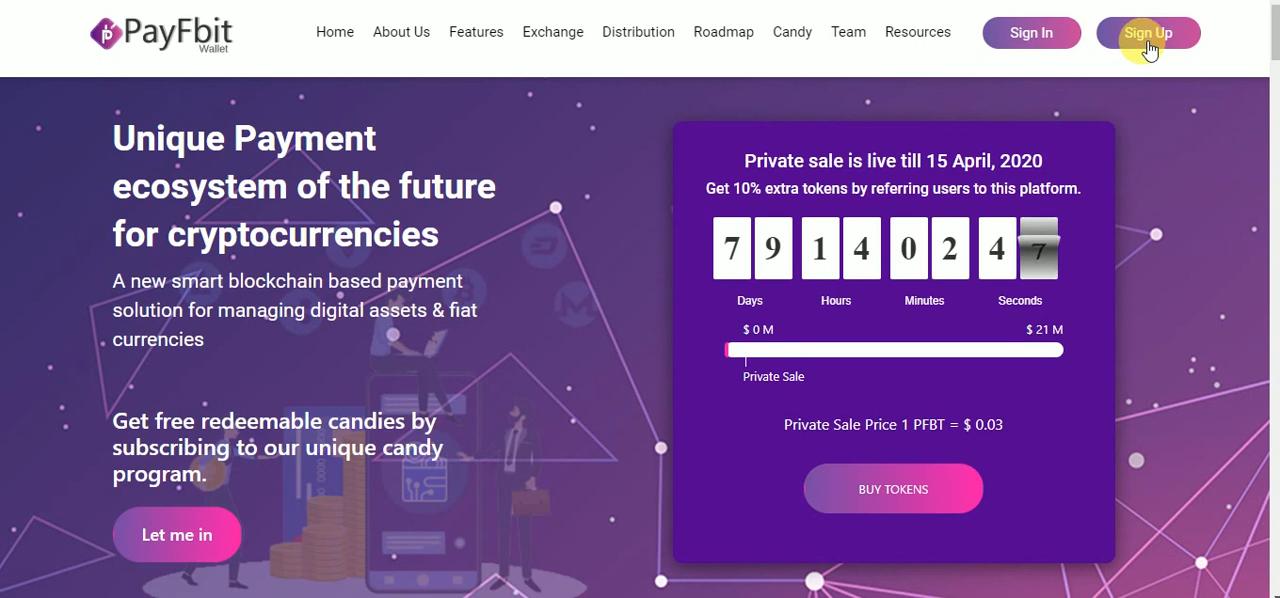 PayFbit
Wallet
Home About Us Features Exchange Distribution Roadmap Candy Team Resources Sign In Sign Up
Unique Payment
ecosystem of the future
for cryptocurrencies
A new smart blockchain based payment
solution for managing digital assets & fiat
currencies
Get free redeemable candies by
subscribing to our unique candy
program.
Let me in
Private sale is live till 15 April, 2020
Get 10% extra tokens by referring users to this platform.
7 9 1 4 0 2 4 7
Days Hours Minutes Seconds
$ 0 M $ 21 M
Private Sale
Private Sale Price 1 PFBT = $ 0.03
BUY TOKENS